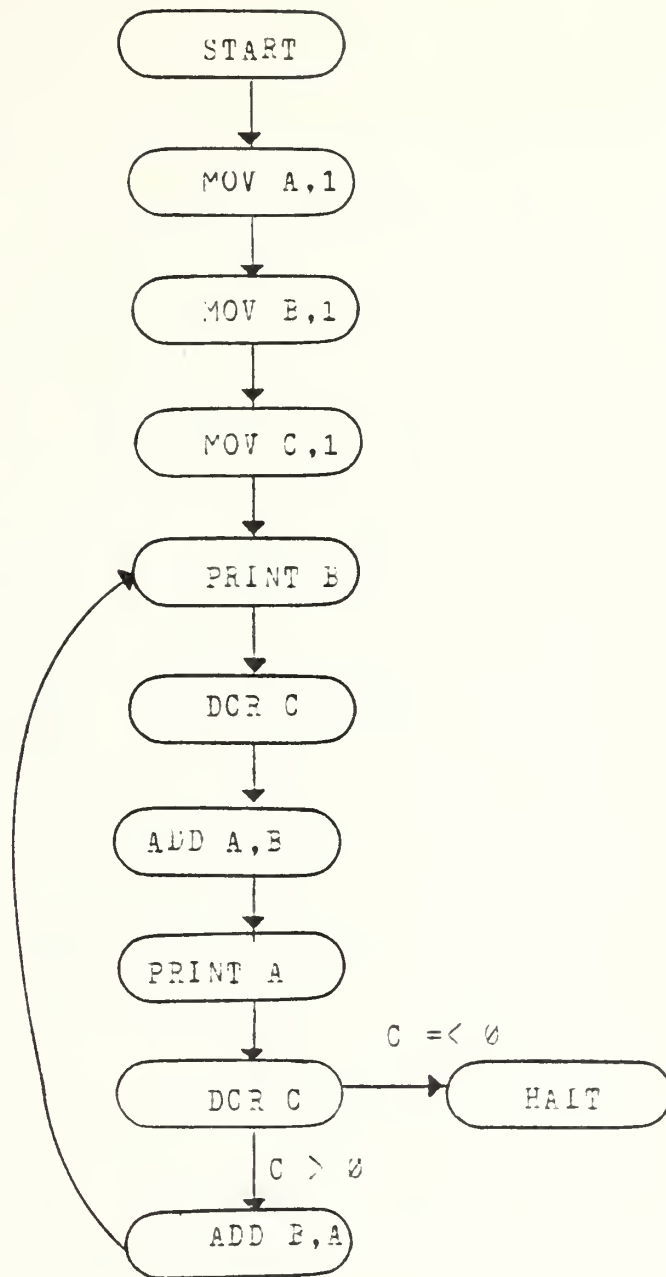 START
MOV A,1
MOV B,1
MOV C,1
PRINT B
DCR C
ADD A,B
PRINT A
C =< 0
DCR C
HALT
C > 0
ADD B,A